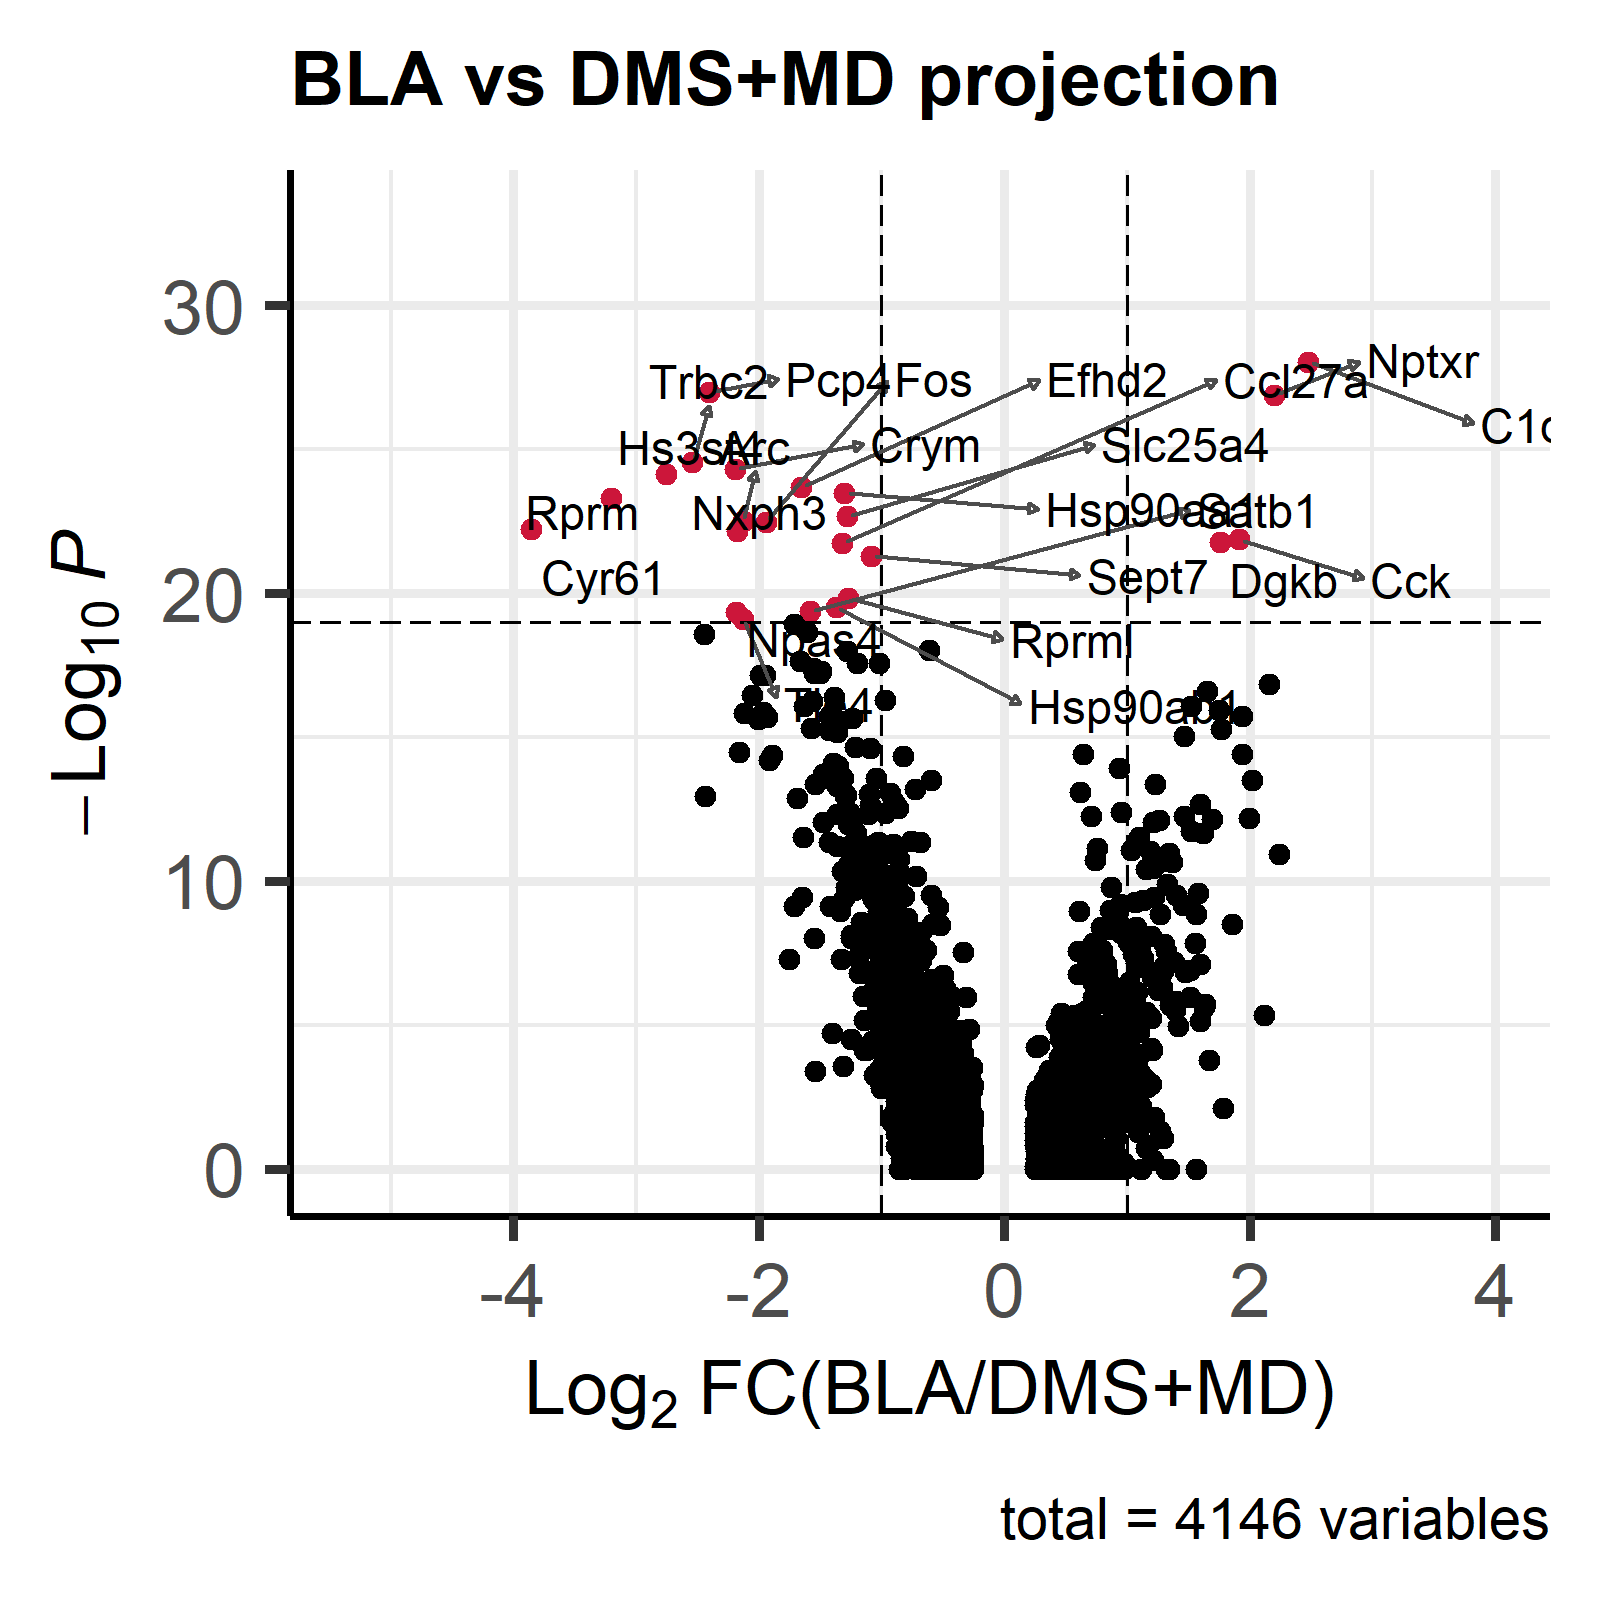 BLA vs DMS+MD projection
30
20
10
0
−Log10 P
Nptxr
Trbc2
Pcp4
Fos
Efhd2
Ccl27a
Hs3st4
Arc
Crym
Slc25a4
Rprm
Nxph3
Hsp90aa1
Satb1
Cyr61
Sept7
Dgkb
Cck
Npas4
Rprml
Hsp90ab1
-4
-2
0
2
4
Log2 FC(BLA/DMS+MD)
total = 4146 variables